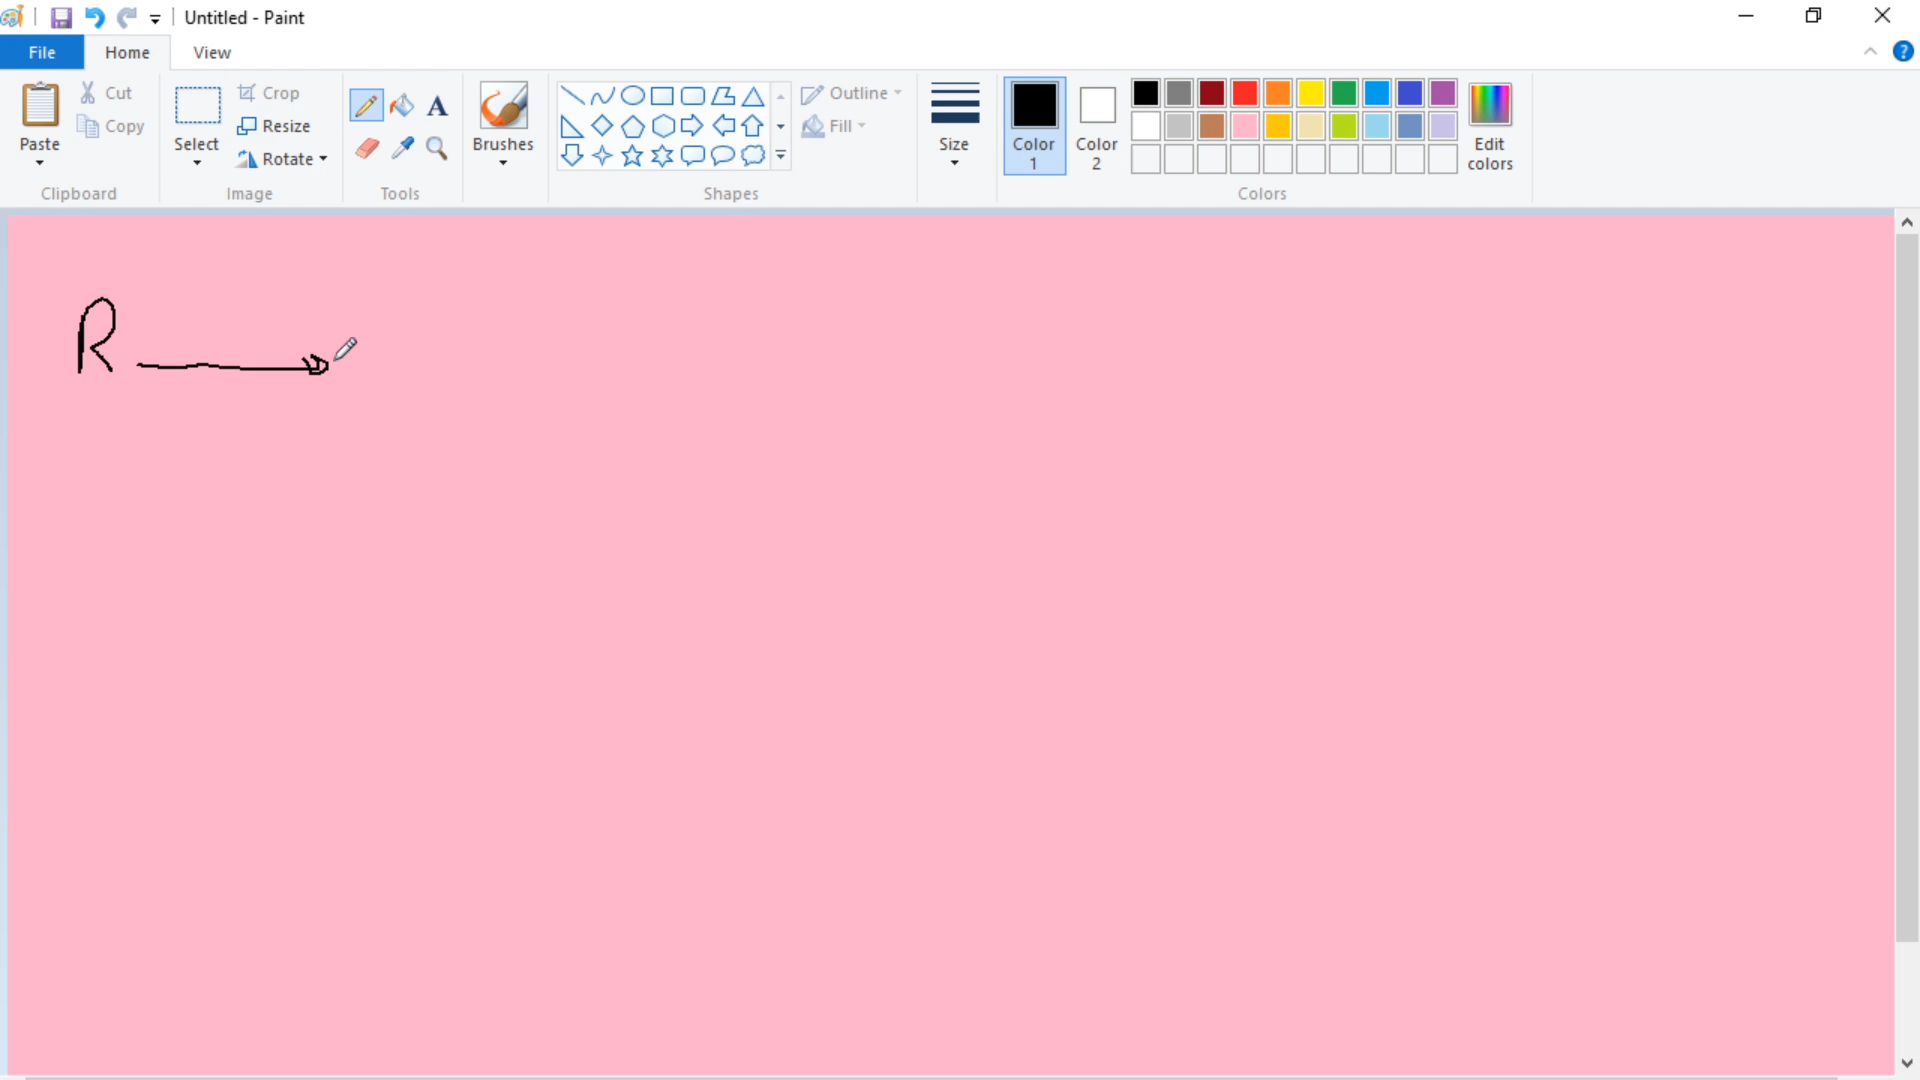 Untitled - Paint
File Home View
Paste Cut Copy Select Crop Resize Rotate A Brushes Outline Fill Size Color 1 Color 2 Edit colors
Clipboard Image Tools Shapes Colors
R